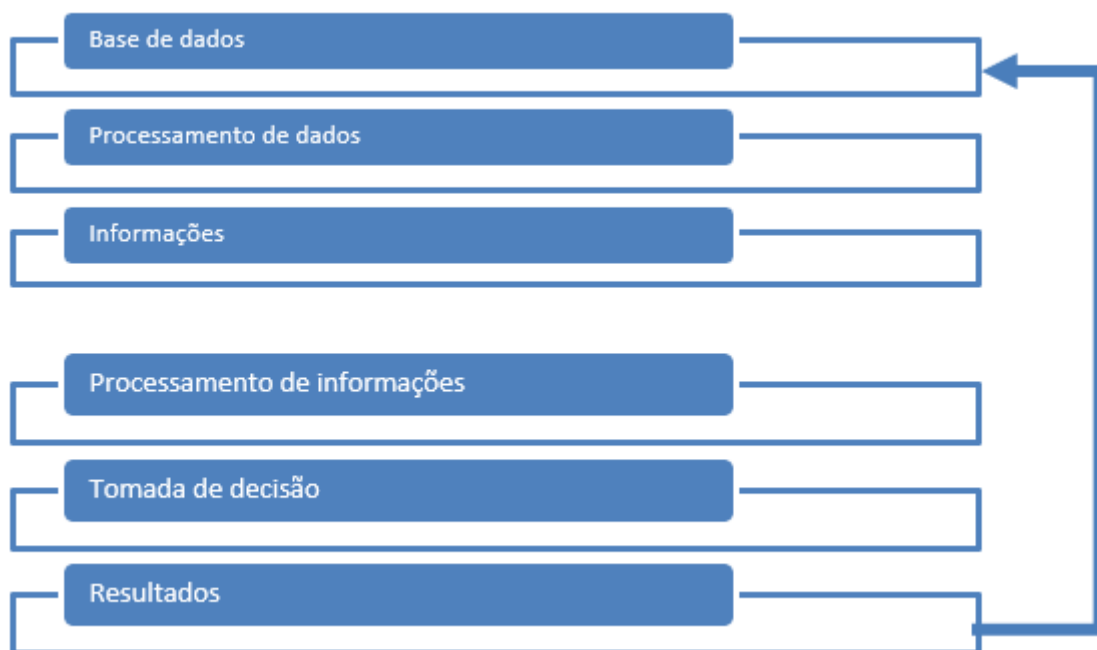 Base de dados
Processamento de dados
Informações
Processamento de informações
Tomada de decisão
Resultados